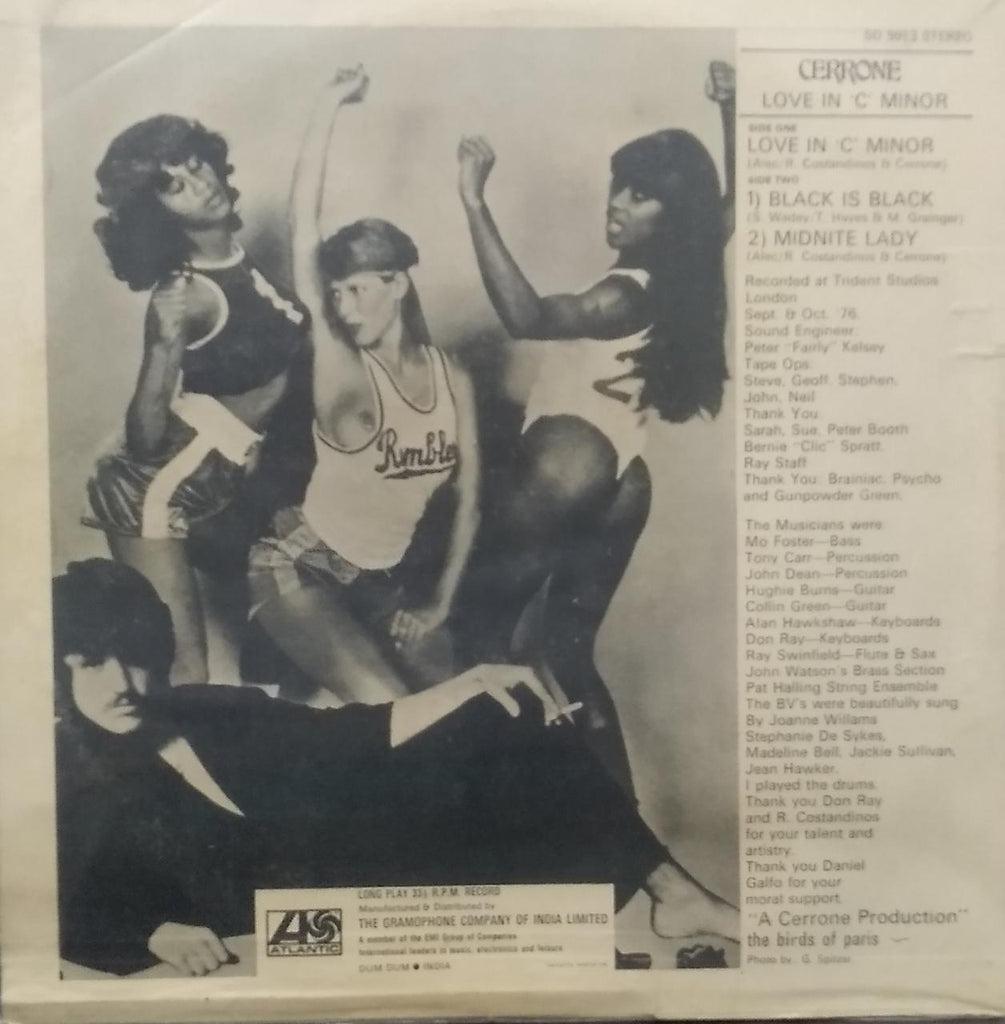 SD 9913 STEREO
CERRONE
LOVE IN 'C' MINOR
SIDE ONE
LOVE IN 'C' MINOR
(Alec/R. Costandinos & Cerrone)
SIDE TWO
1) BLACK IS BLACK
(S. Wadey/T. Hayes & M. Grainger)
2) MIDNITE LADY
(Alec/R. Costandinos & Cerrone)
Recorded at Trident Studios
London
Sept. & Oct. '76.
Sound Engineer:
Peter "Fairly" Kelsey
Tape Ops:
Steve, Geoff, Stephen,
John, Neil
Thank You:
Sarah, Sue, Peter Booth
Bernie "Clic" Spratt,
Ray Staff
Thank You: Brainiac, Psycho
and Gunpowder Green.
The Musicians were:
Mo Foster—Bass
Tony Carr—Percussion
John Dean—Percussion
Hughie Burns—Guitar
Collin Green—Guitar
Alan Hawkshaw—Keyboards
Don Ray—Keyboards
Ray Swinfield—Flute & Sax
John Watson's Brass Section
Pat Halling String Ensemble
The BV's were beautifully sung
By Joanne Willams
Stephanie De Sykes,
Madeline Bell, Jackie Sullivan,
Jean Hawker.
I played the drums.
Thank you Don Ray
and R. Costandinos
for your talent and
artistry.
Thank you Daniel
Galfo for your
moral support.
"A Cerrone Production"
the birds of paris
Photo by: G.
Rmble
ATLANTIC
LONG PLAY 33⅓ R.P.M. RECORD
Manufactured & Distributed by
THE GRAMOPHONE COMPANY OF INDIA LIMITED
A member of the EMI Group of Companies
International leaders in music, electronics and leisure
DUM DUM ● INDIA